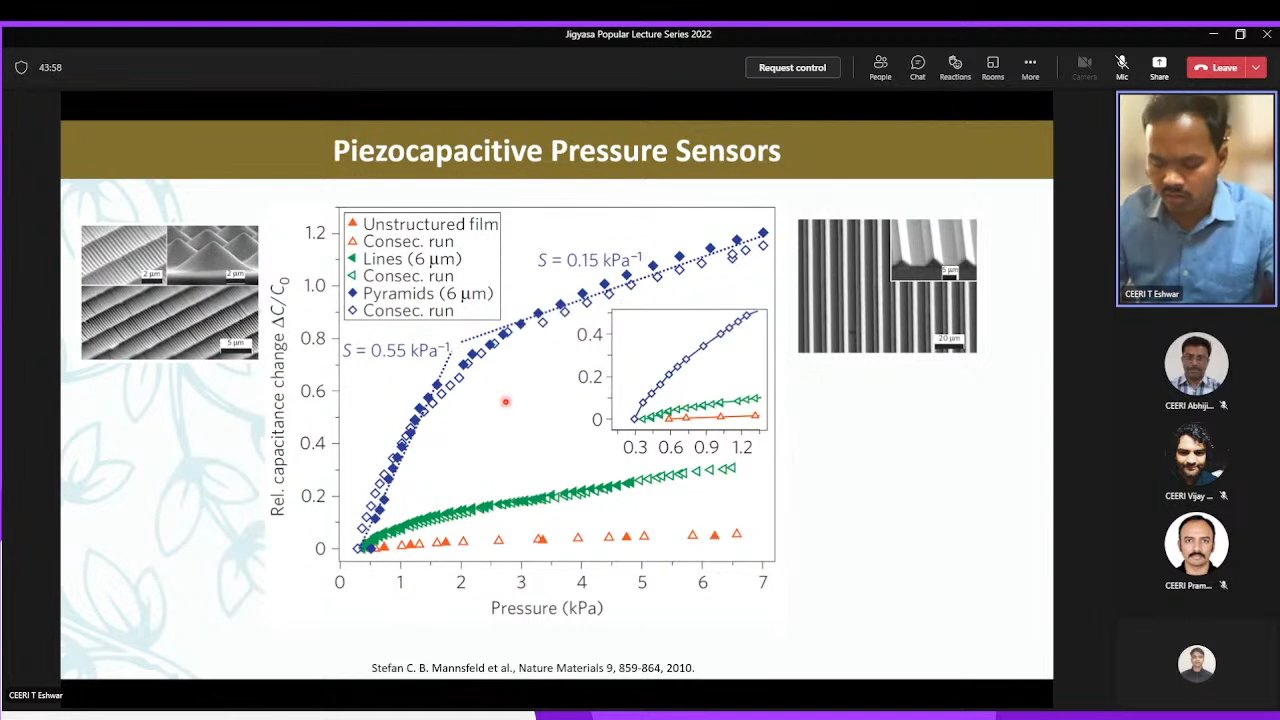 Jigyasa Popular Lecture Series 2022
43:58
Request control
People
Chat
Reactions
Rooms
More
Camera
Mic
Share
Leave
Piezocapacitive Pressure Sensors
Unstructured film
Consec. run
Lines (6 μm)
Consec. run
Pyramids (6 μm)
Consec. run
S = 0.15 kPa⁻¹
S = 0.55 kPa⁻¹
Rel. capacitance change ΔC/C₀
1.2
1.0
0.8
0.6
0.4
0.2
0
0 1 2 3 4 5 6 7
Pressure (kPa)
0.4
0.2
0
0.3 0.6 0.9 1.2
2 μm
2 μm
5 μm
5 μm
20 μm
Stefan C. B. Mannsfeld et al., Nature Materials 9, 859-864, 2010.
CEERI T Eshwar
CEERI Abhiji...
CEERI Vijay ...
CEERI Pram...
CEERI T Eshwar